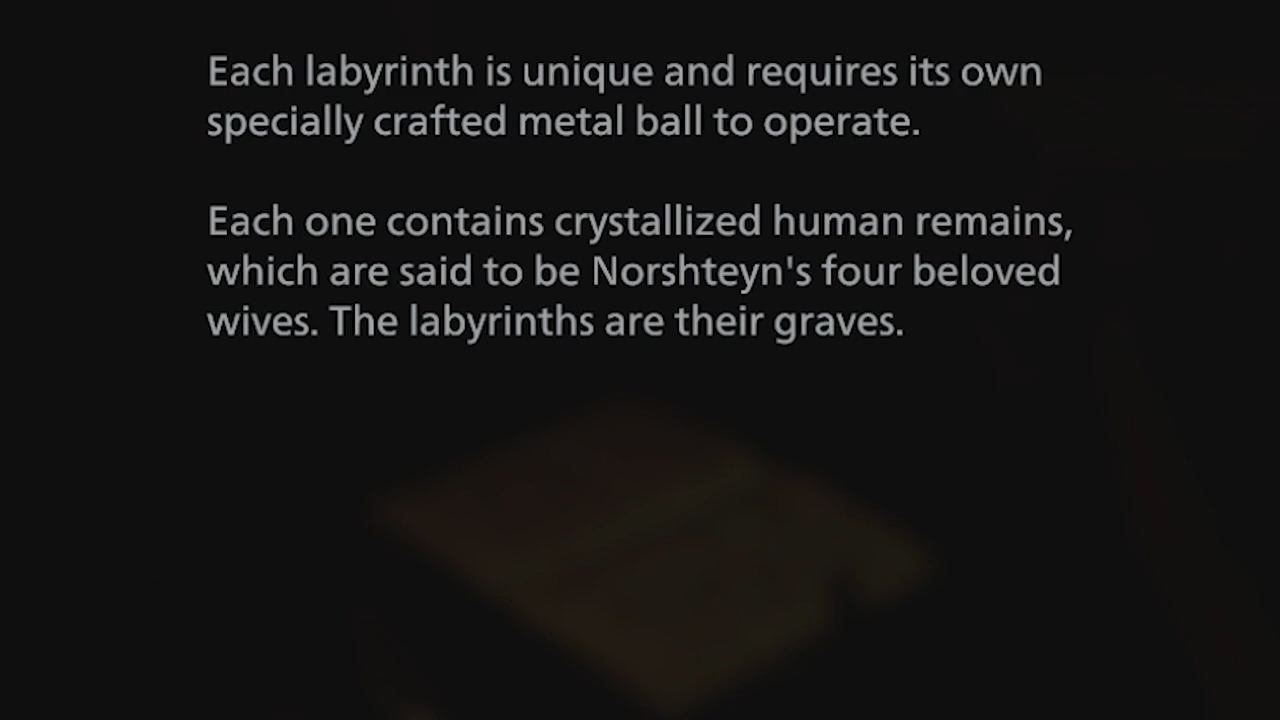 Each labyrinth is unique and requires its own
specially crafted metal ball to operate.
Each one contains crystallized human remains,
which are said to be Norshteyn's four beloved
wives. The labyrinths are their graves.